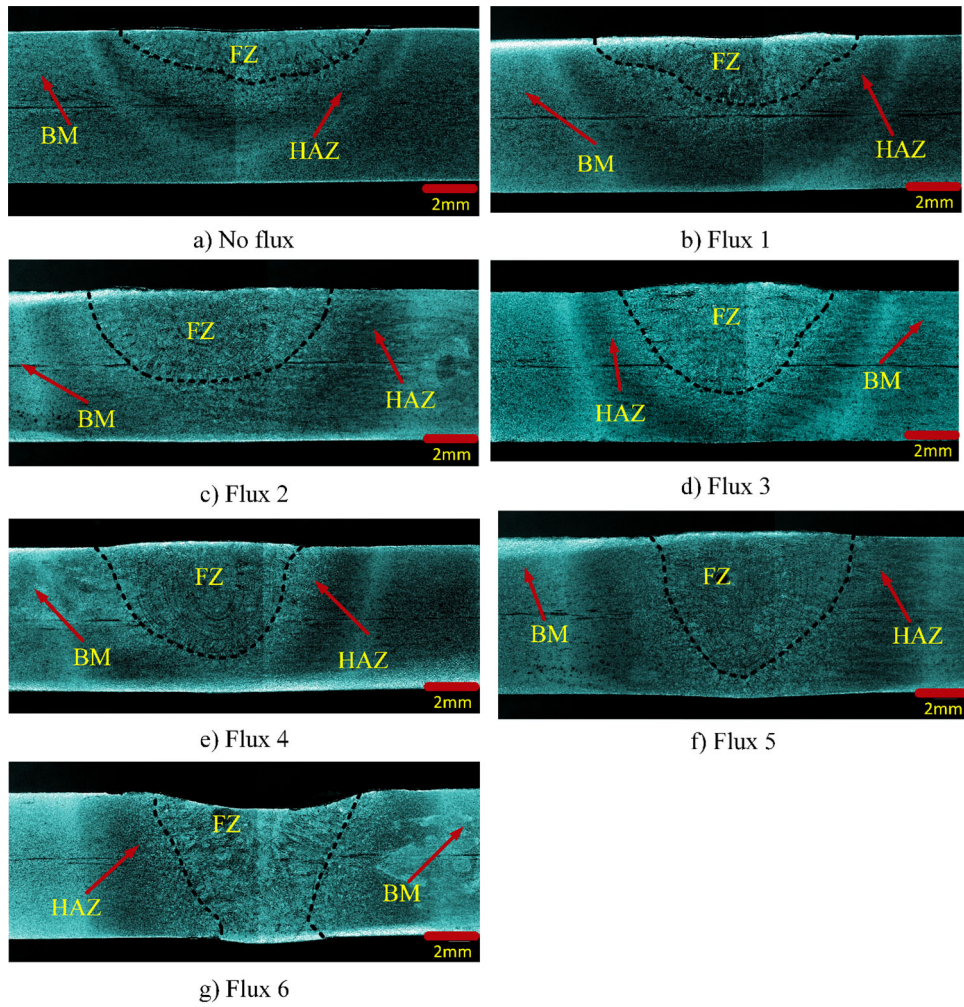 FZ
BM
HAZ
2mm
a) No flux
FZ
BM
HAZ
2mm
b) Flux 1
FZ
BM
HAZ
2mm
c) Flux 2
FZ
HAZ
BM
2mm
d) Flux 3
FZ
BM
HAZ
2mm
e) Flux 4
FZ
BM
HAZ
2mm
f) Flux 5
FZ
HAZ
BM
2mm
g) Flux 6